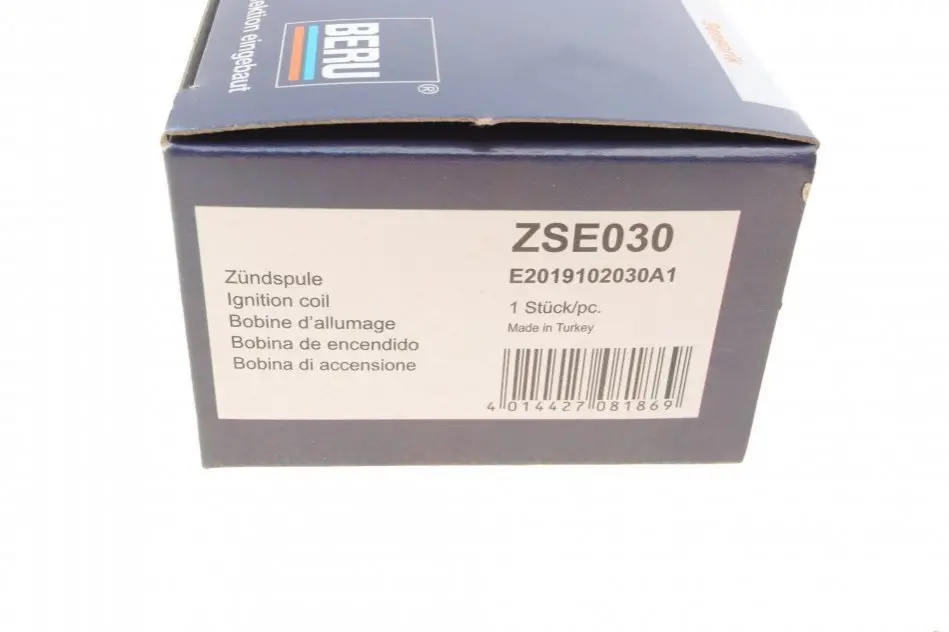 ektion eingebaut
BERU
®
ZSE030
E2019102030A1
1 Stück/pc.
Made in Turkey
Zündspule
Ignition coil
Bobine d'allumage
Bobina de encendido
Bobina di accensione
4 014427 081869